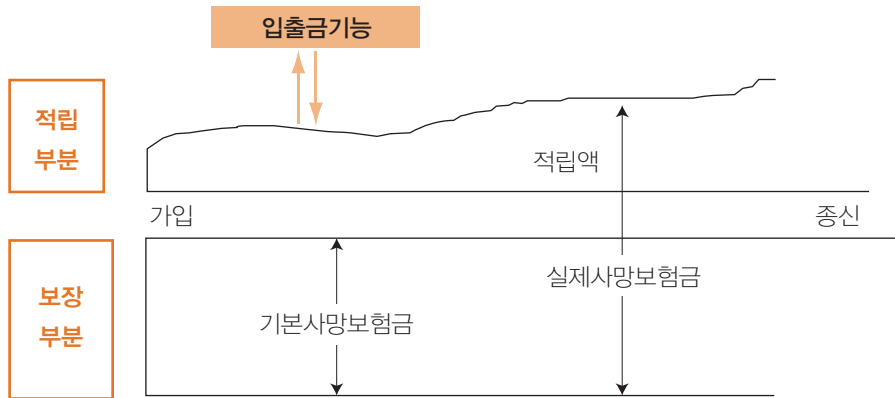 입출금기능
적립
부분
적립액
가입
종신
보장
부분
실제사망보험금
기본사망보험금